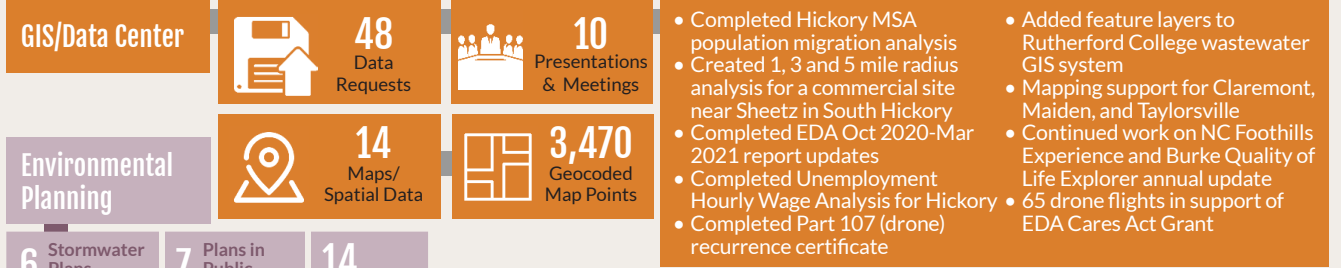 GIS/Data Center
48
Data
Requests
10
Presentations
& Meetings
14
Maps/
Spatial Data
3,470
Geocoded
Map Points
• Completed Hickory MSA
population migration analysis
• Created 1, 3 and 5 mile radius
analysis for a commercial site
near Sheetz in South Hickory
• Completed EDA Oct 2020-Mar
2021 report updates
• Completed Unemployment
Hourly Wage Analysis for Hickory
• Completed Part 107 (drone)
recurrence certificate
• Added feature layers to
Rutherford College wastewater
GIS system
• Mapping support for Claremont,
Maiden, and Taylorsville
• Continued work on NC Foothills
Experience and Burke Quality of
Life Explorer annual update
• 65 drone flights in support of
EDA Cares Act Grant
Environmental
Planning
6 Stormwater
Plans
7 Plans in
Public
14